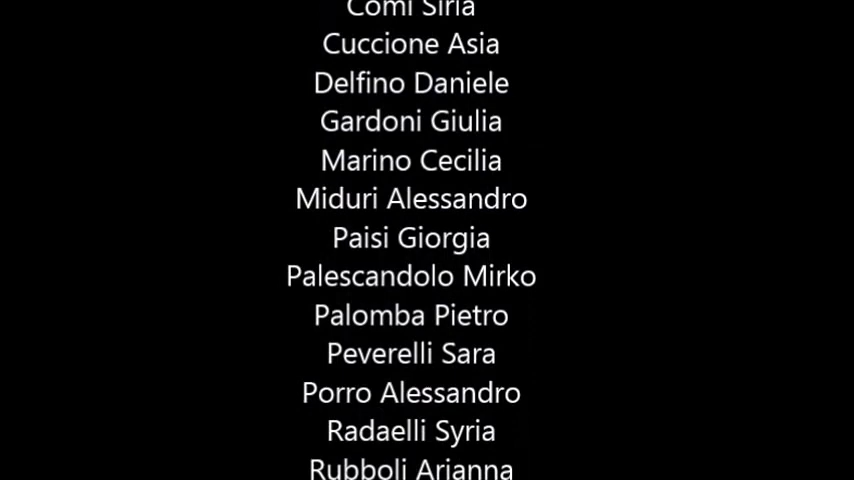 Comi Siria
Cuccione Asia
Delfino Daniele
Gardoni Giulia
Marino Cecilia
Miduri Alessandro
Paisi Giorgia
Palescandolo Mirko
Palomba Pietro
Peverelli Sara
Porro Alessandro
Radaelli Syria
Rubboli Arianna